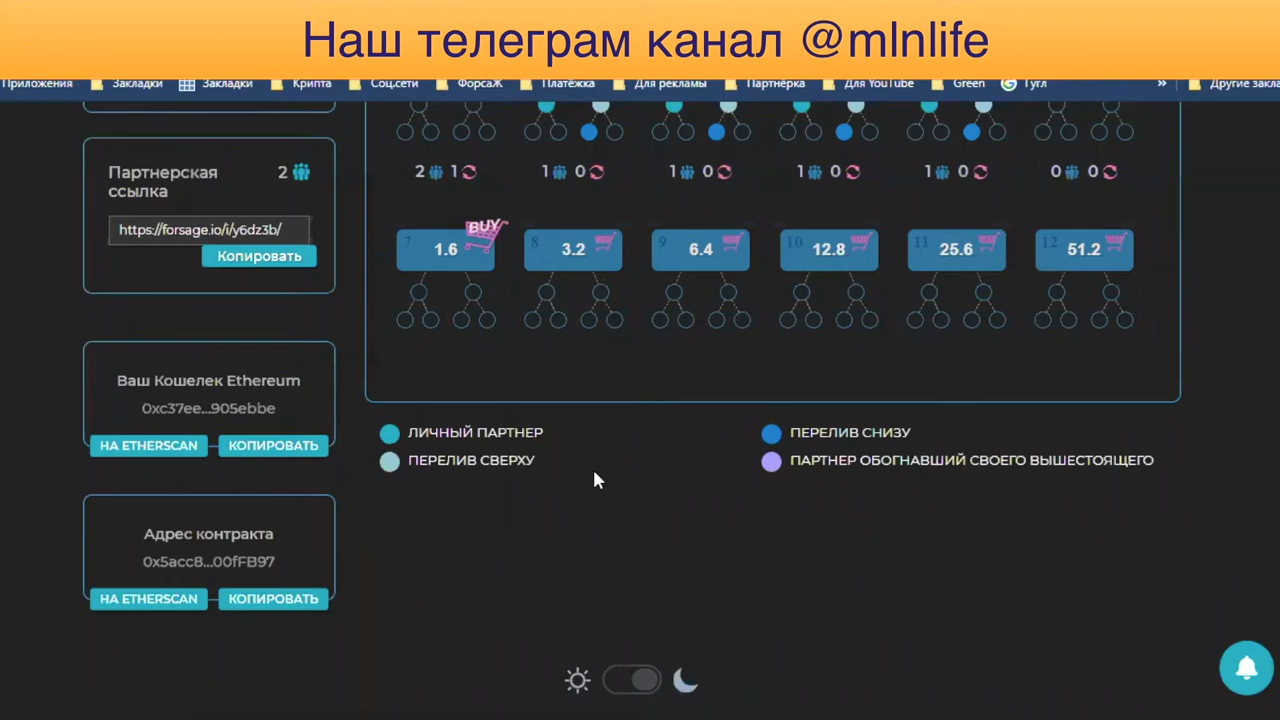 Наш телеграм канал @mlnlife
Приложения Закладки Закладки Крипта Соц.сети ФорсаЖ Платёжка Для рекламы Партнёрка Для YouTube Green Гугл » Другие закла
Партнерская 2
ссылка
https://forsage.io/i/y6dz3b/
Копировать
2 1 1 0 1 0 1 0 1 0 0 0
BUY
7 1.6 8 3.2 9 6.4 10 12.8 11 25.6 12 51.2
Ваш Кошелек Ethereum
0xc37ee...905ebbe
НА ETHERSCAN КОПИРОВАТЬ
ЛИЧНЫЙ ПАРТНЕР ПЕРЕЛИВ СНИЗУ
ПЕРЕЛИВ СВЕРХУ ПАРТНЕР ОБОГНАВШИЙ СВОЕГО ВЫШЕСТОЯЩЕГО
Адрес контракта
0x5acc8...00fFB97
НА ETHERSCAN КОПИРОВАТЬ